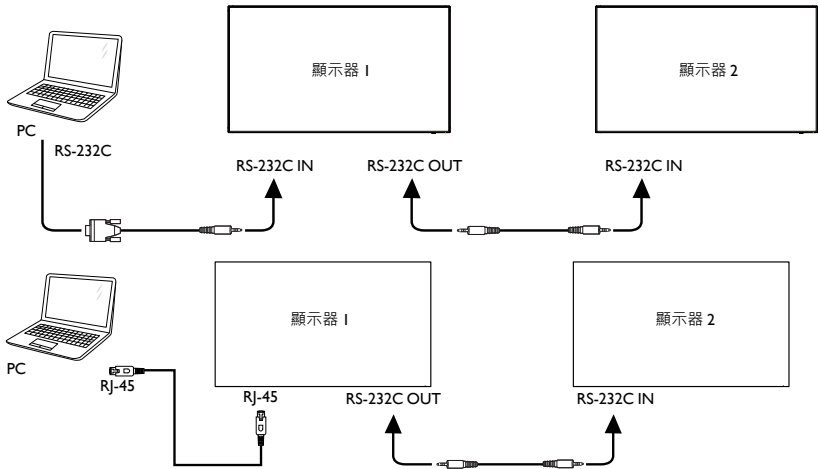 顯示器 1
顯示器 2
PC
RS-232C
RS-232C IN
RS-232C OUT
RS-232C IN
顯示器 1
顯示器 2
PC
RJ-45
RJ-45
RS-232C OUT
RS-232C IN